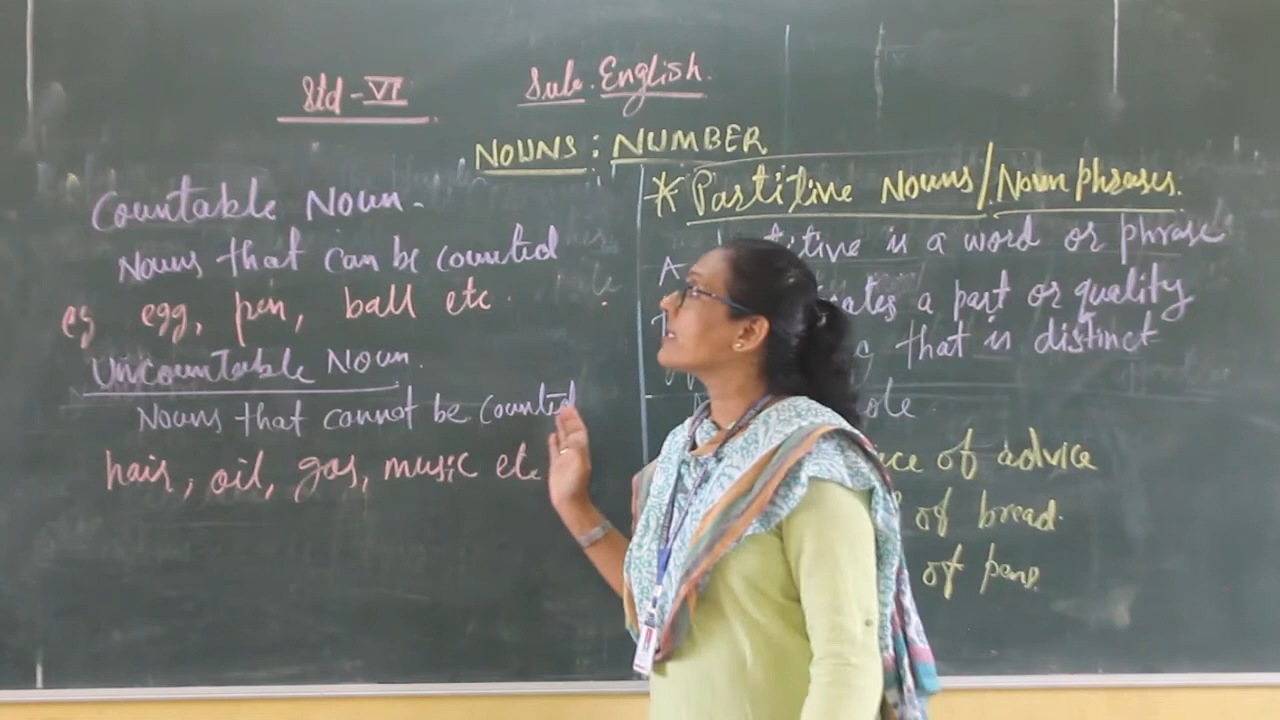 Std - VI
Sub. English.
NOUNS : NUMBER
Countable Noun.
Nouns that can be counted
eg egg, pen, ball etc.
Uncountable Noun.
Nouns that cannot be counted
hair, oil, gas, music etc
* Partitive Nouns / Noun phrases.
A is a word or phrase
a part or quality
that is distinct
of advice
of bread.
of pens.